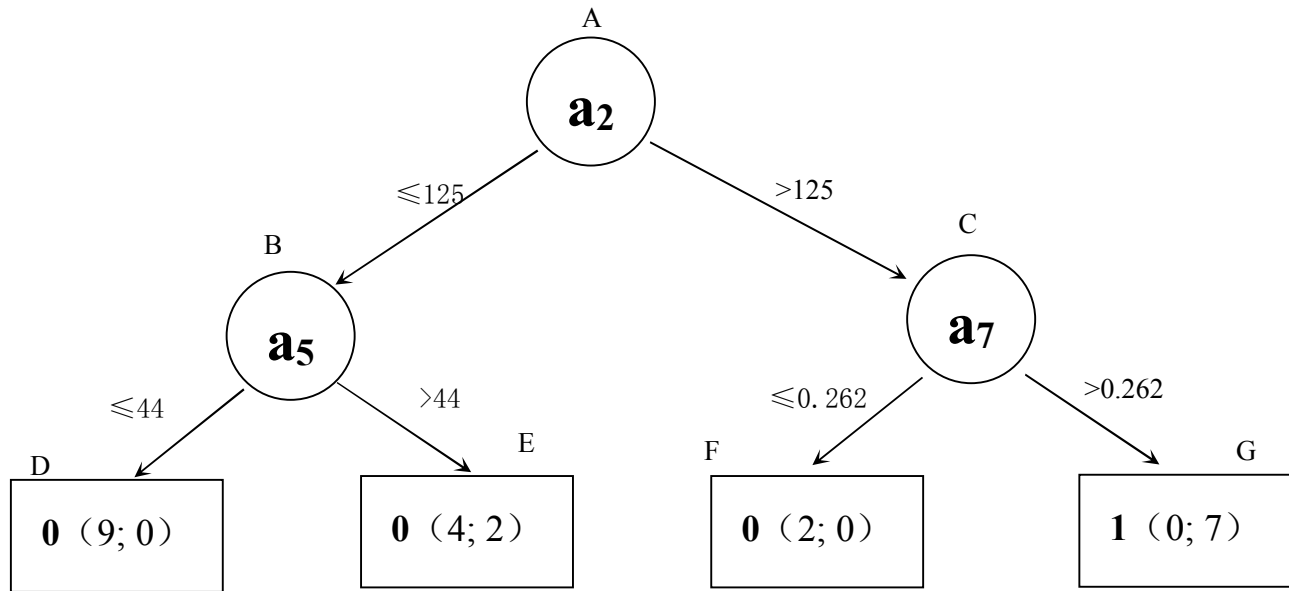 A
a₂
≤125
>125
B
C
a₅
a₇
≤44
>44
≤0.262
>0.262
D
E
F
G
0（9; 0）
0（4; 2）
0（2; 0）
1（0; 7）